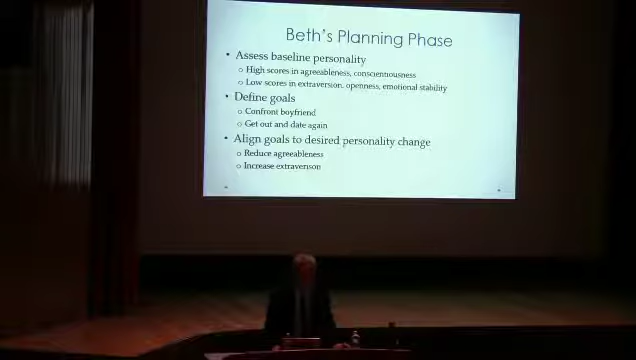 Beth's Planning Phase
• Assess baseline personality
o High scores in agreeableness, conscientiousness
o Low scores in extraversion, openness, emotional stability
• Define goals
o Confront boyfriend
o Get out and date again
• Align goals to desired personality change
o Reduce agreeableness
o Increase extraverison